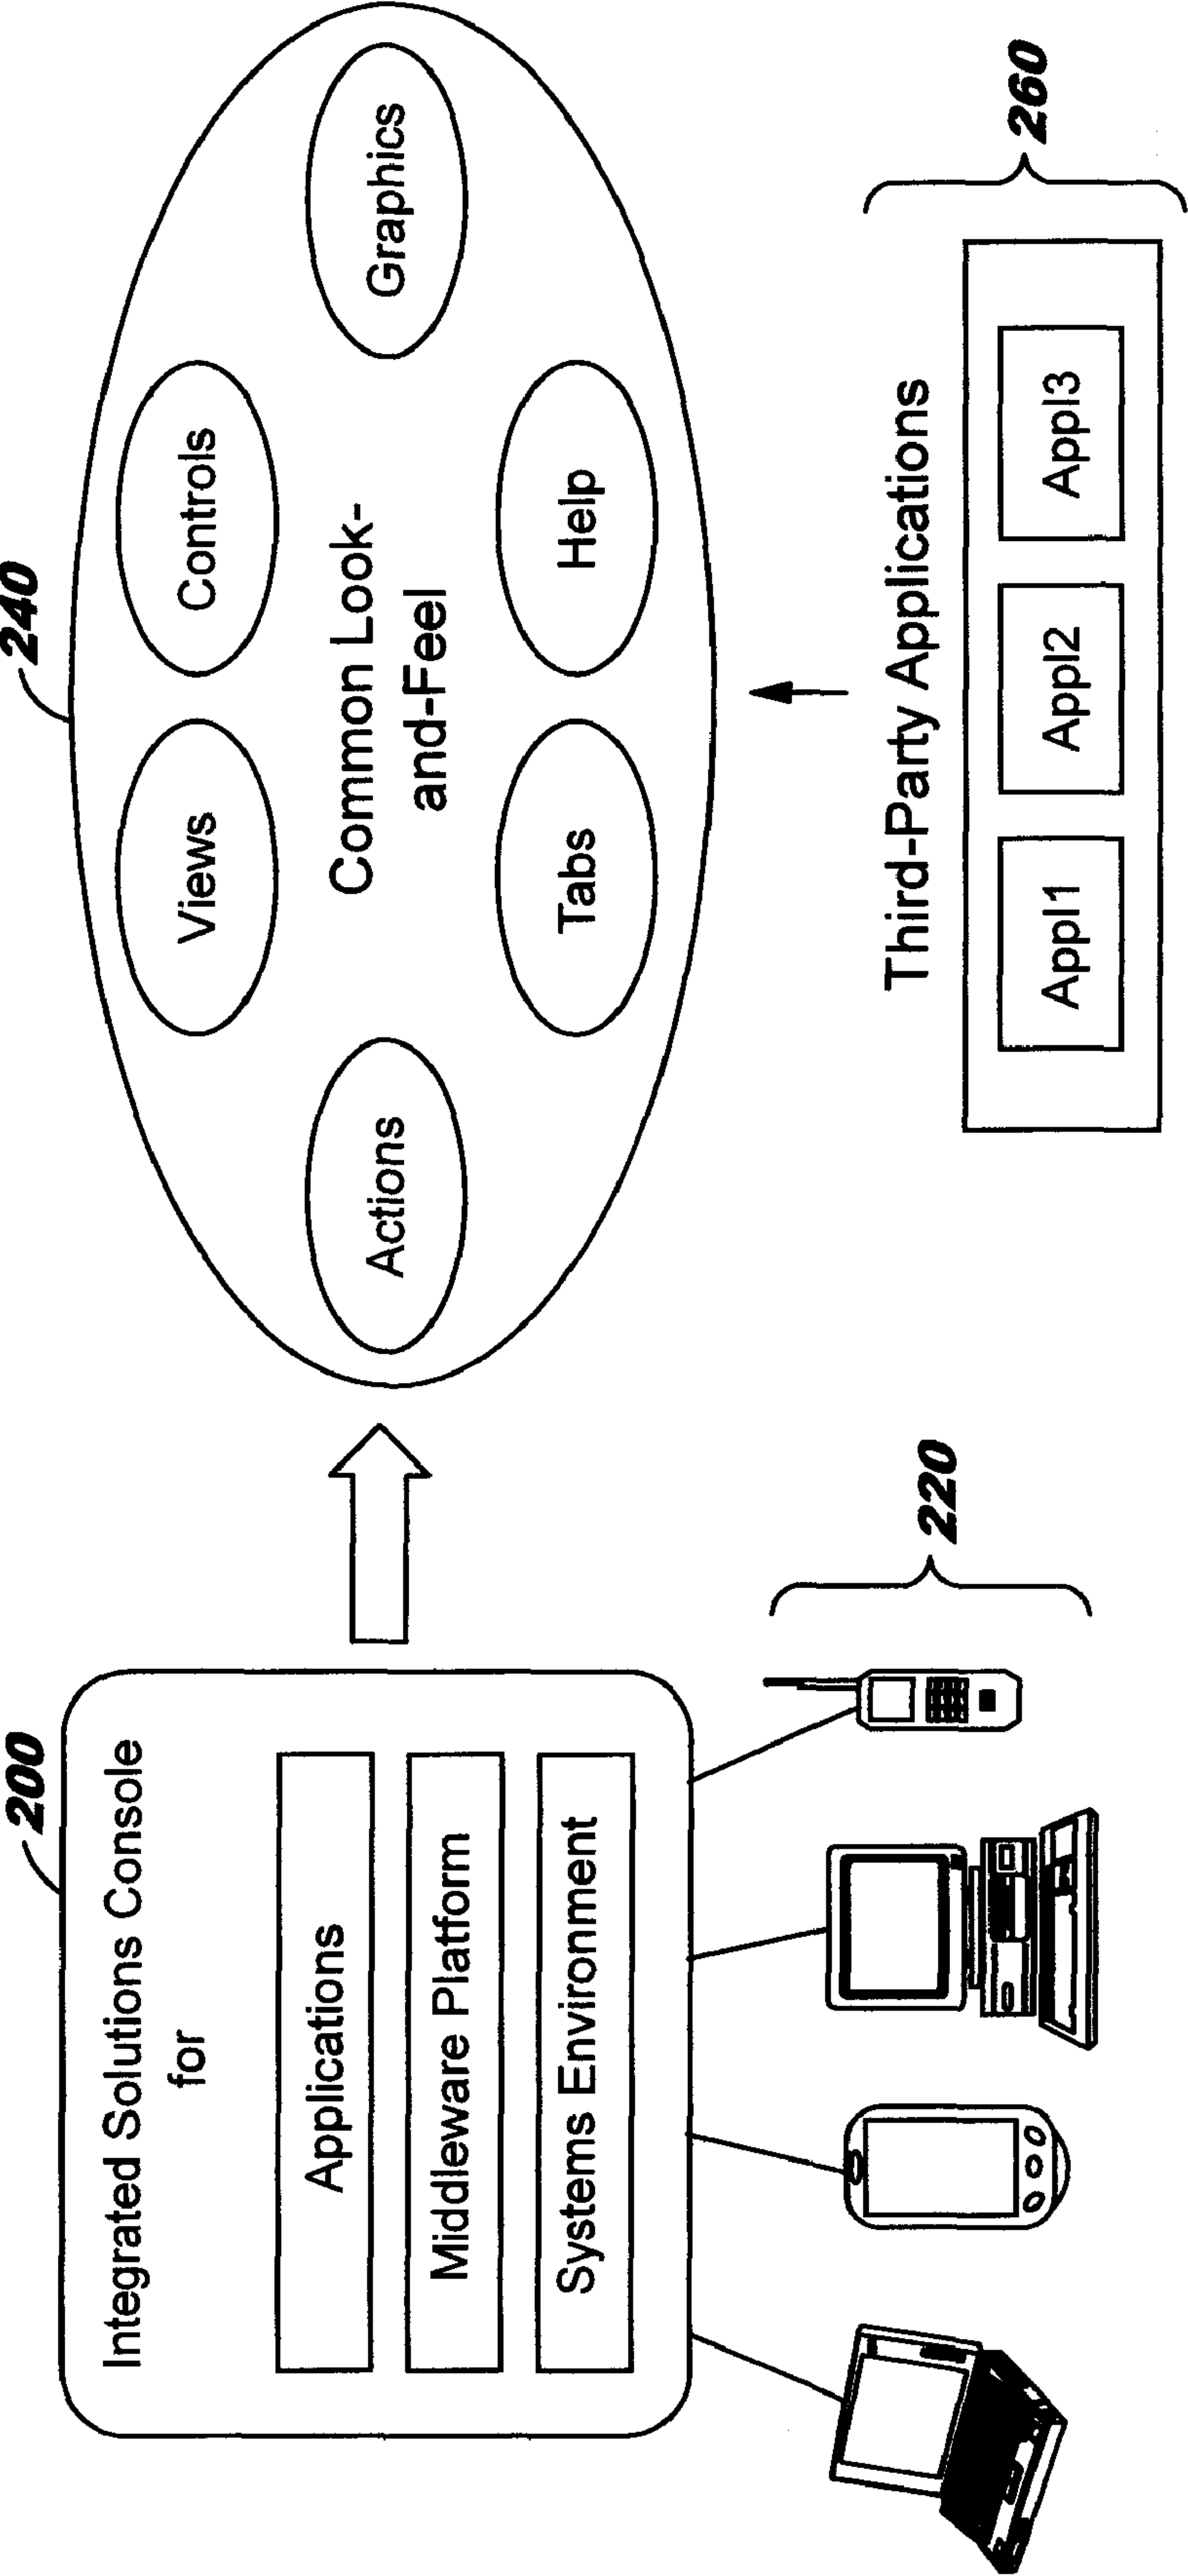 200
Integrated Solutions Console
for
Applications
Middleware Platform
Systems Environment
220
240
Views
Controls
Actions
Common Look-
and-Feel
Graphics
Tabs
Help
Third-Party Applications
Appl1
Appl2
Appl3
260